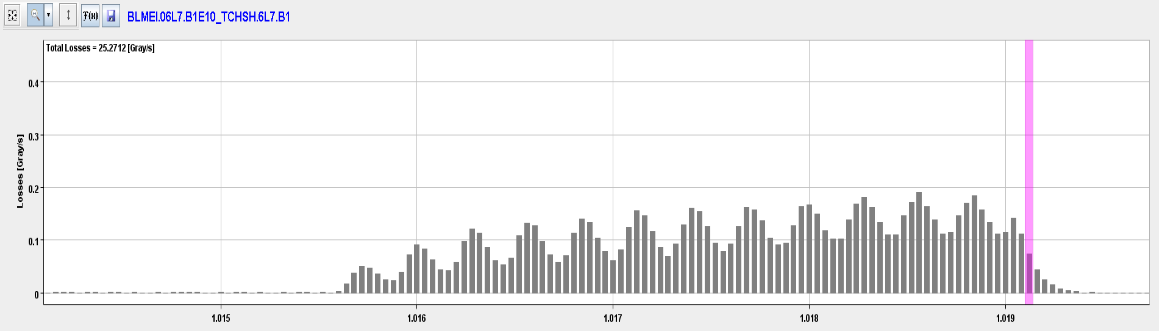 F(x) BLMEI.06L7.B1E10_TCHSH.6L7.B1
Total Losses = 25.2712 [Gray/s]
Losses [Gray/s]
0.4
0.3
0.2
0.1
0
1.015 1.016 1.017 1.018 1.019